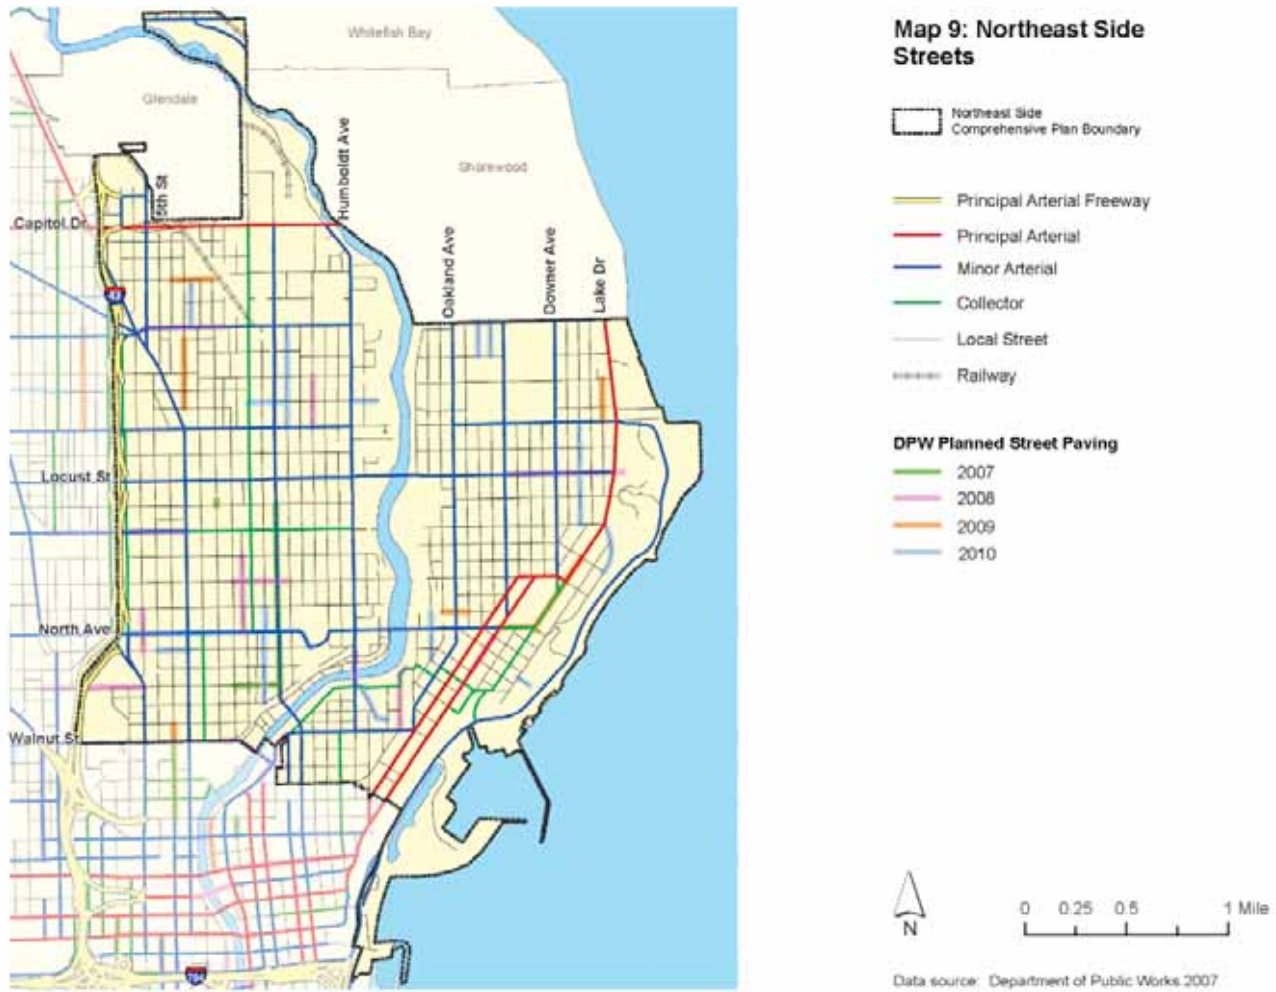 Map 9: Northeast Side
Streets
Northeast Side
Comprehensive Plan Boundary
Principal Arterial Freeway
Principal Arterial
Minor Arterial
Collector
Local Street
Railway
DPW Planned Street Paving
2007
2008
2009
2010
Whitefish Bay
Glendale
Shorewood
Humboldt Ave
5th St
Capitol Dr
Oakland Ave
Downer Ave
Lake Dr
43
Locust St
North Ave
Walnut St
794
N
0 0.25 0.5 1 Mile
Data source: Department of Public Works 2007